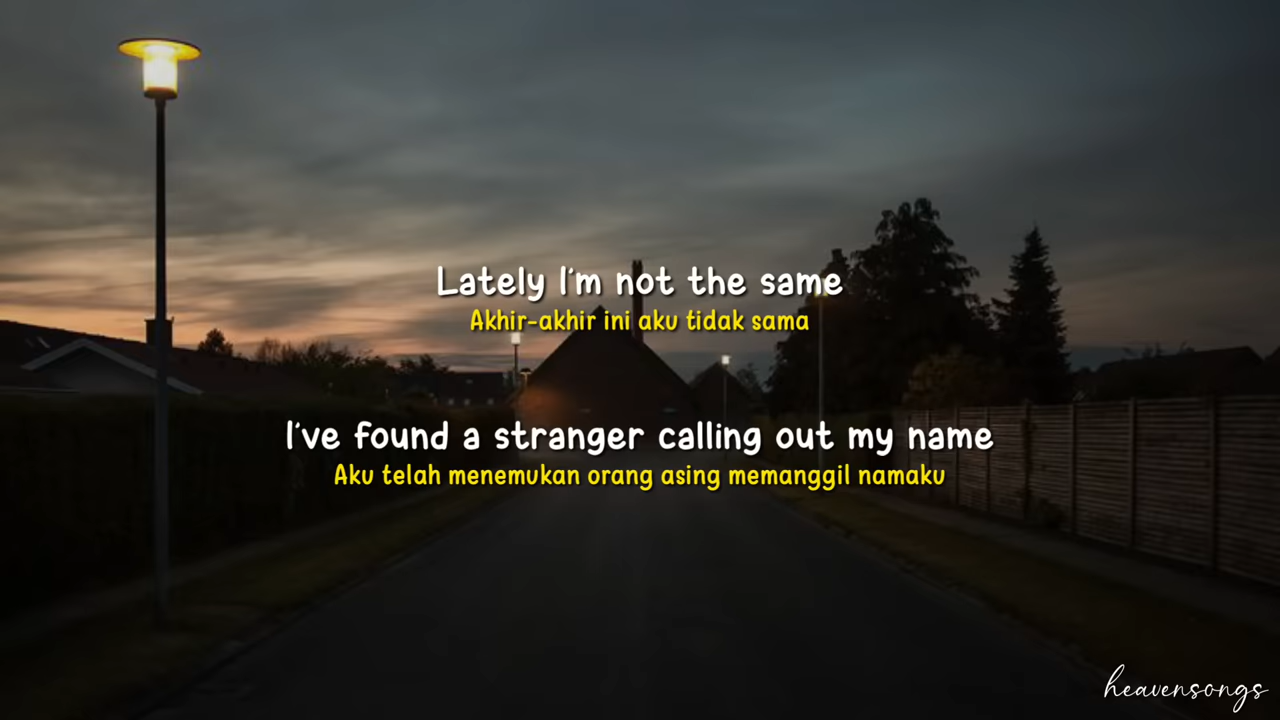 Lately I'm not the same
Akhir-akhir ini aku tidak sama
I've found a stranger calling out my name
Aku telah menemukan orang asing memanggil namaku
heavensongs